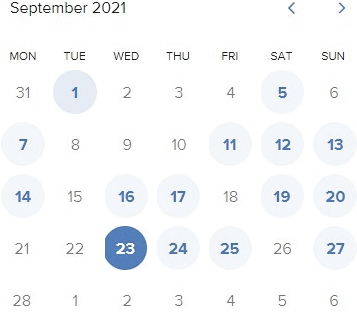 September 2021
MON TUE WED THU FRI SAT SUN
31 1 2 3 4 5 6
7 8 9 10 11 12 13
14 15 16 17 18 19 20
21 22 23 24 25 26 27
28 1 2 3 4 5 6